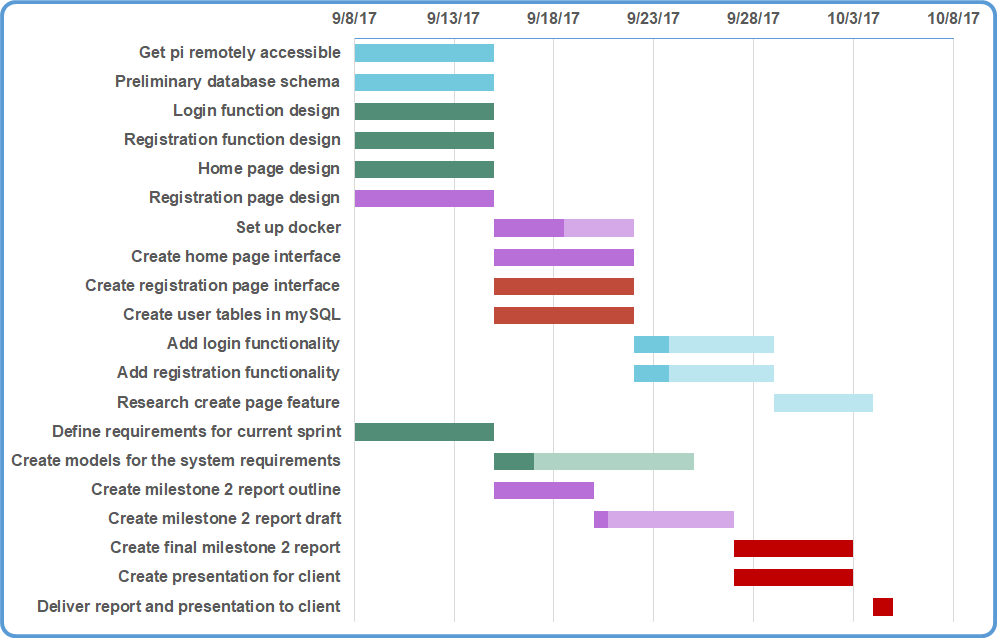 9/8/17 9/13/17 9/18/17 9/23/17 9/28/17 10/3/17 10/8/17
Get pi remotely accessible
Preliminary database schema
Login function design
Registration function design
Home page design
Registration page design
Set up docker
Create home page interface
Create registration page interface
Create user tables in mySQL
Add login functionality
Add registration functionality
Research create page feature
Define requirements for current sprint
Create models for the system requirements
Create milestone 2 report outline
Create milestone 2 report draft
Create final milestone 2 report
Create presentation for client
Deliver report and presentation to client